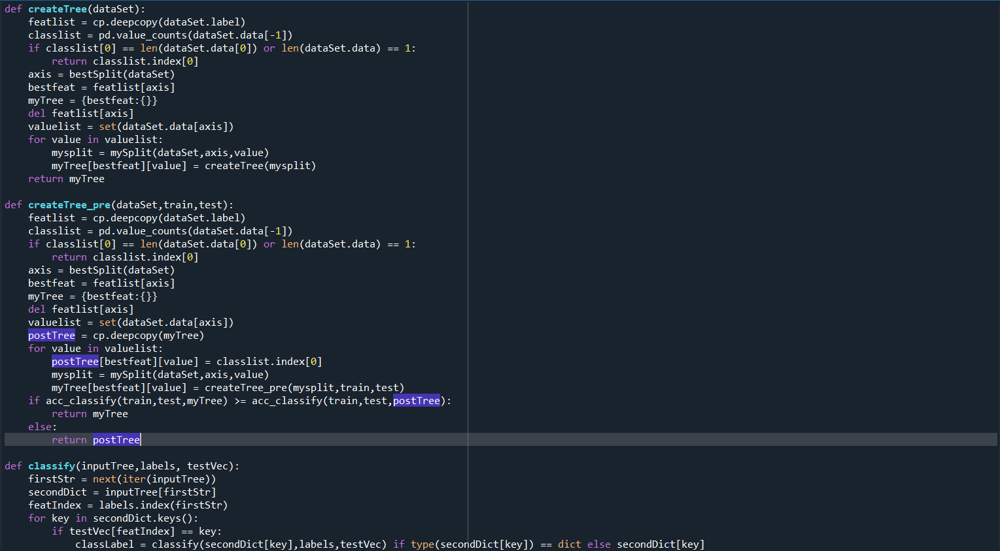 def createTree(dataSet):
    featlist = cp.deepcopy(dataSet.label)
    classlist = pd.value_counts(dataSet.data[-1])
    if classlist[0] == len(dataSet.data[0]) or len(dataSet.data) == 1:
        return classlist.index[0]
    axis = bestSplit(dataSet)
    bestfeat = featlist[axis]
    myTree = {bestfeat:{}}
    del featlist[axis]
    valuelist = set(dataSet.data[axis])
    for value in valuelist:
        mysplit = mySplit(dataSet,axis,value)
        myTree[bestfeat][value] = createTree(mysplit)
    return myTree

def createTree_pre(dataSet,train,test):
    featlist = cp.deepcopy(dataSet.label)
    classlist = pd.value_counts(dataSet.data[-1])
    if classlist[0] == len(dataSet.data[0]) or len(dataSet.data) == 1:
        return classlist.index[0]
    axis = bestSplit(dataSet)
    bestfeat = featlist[axis]
    myTree = {bestfeat:{}}
    del featlist[axis]
    valuelist = set(dataSet.data[axis])
    postTree = cp.deepcopy(myTree)
    for value in valuelist:
        postTree[bestfeat][value] = classlist.index[0]
        mysplit = mySplit(dataSet,axis,value)
        myTree[bestfeat][value] = createTree_pre(mysplit,train,test)
    if acc_classify(train,test,myTree) >= acc_classify(train,test,postTree):
        return myTree
    else:
        return postTree

def classify(inputTree,labels, testVec):
    firstStr = next(iter(inputTree))
    secondDict = inputTree[firstStr]
    featIndex = labels.index(firstStr)
    for key in secondDict.keys():
        if testVec[featIndex] == key:
            classLabel = classify(secondDict[key],labels,testVec) if type(secondDict[key]) == dict else secondDict[key]